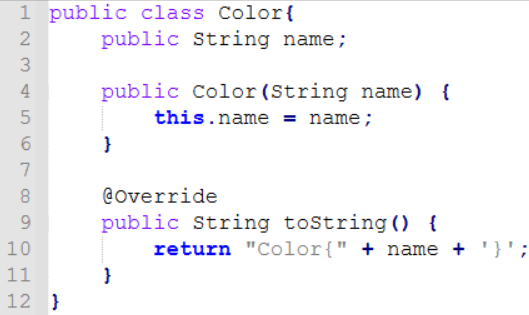 1 public class Color{
2     public String name;
3
4     public Color(String name) {
5         this.name = name;
6     }
7
8     @Override
9     public String toString() {
10         return "Color{" + name + '}';
11     }
12 }